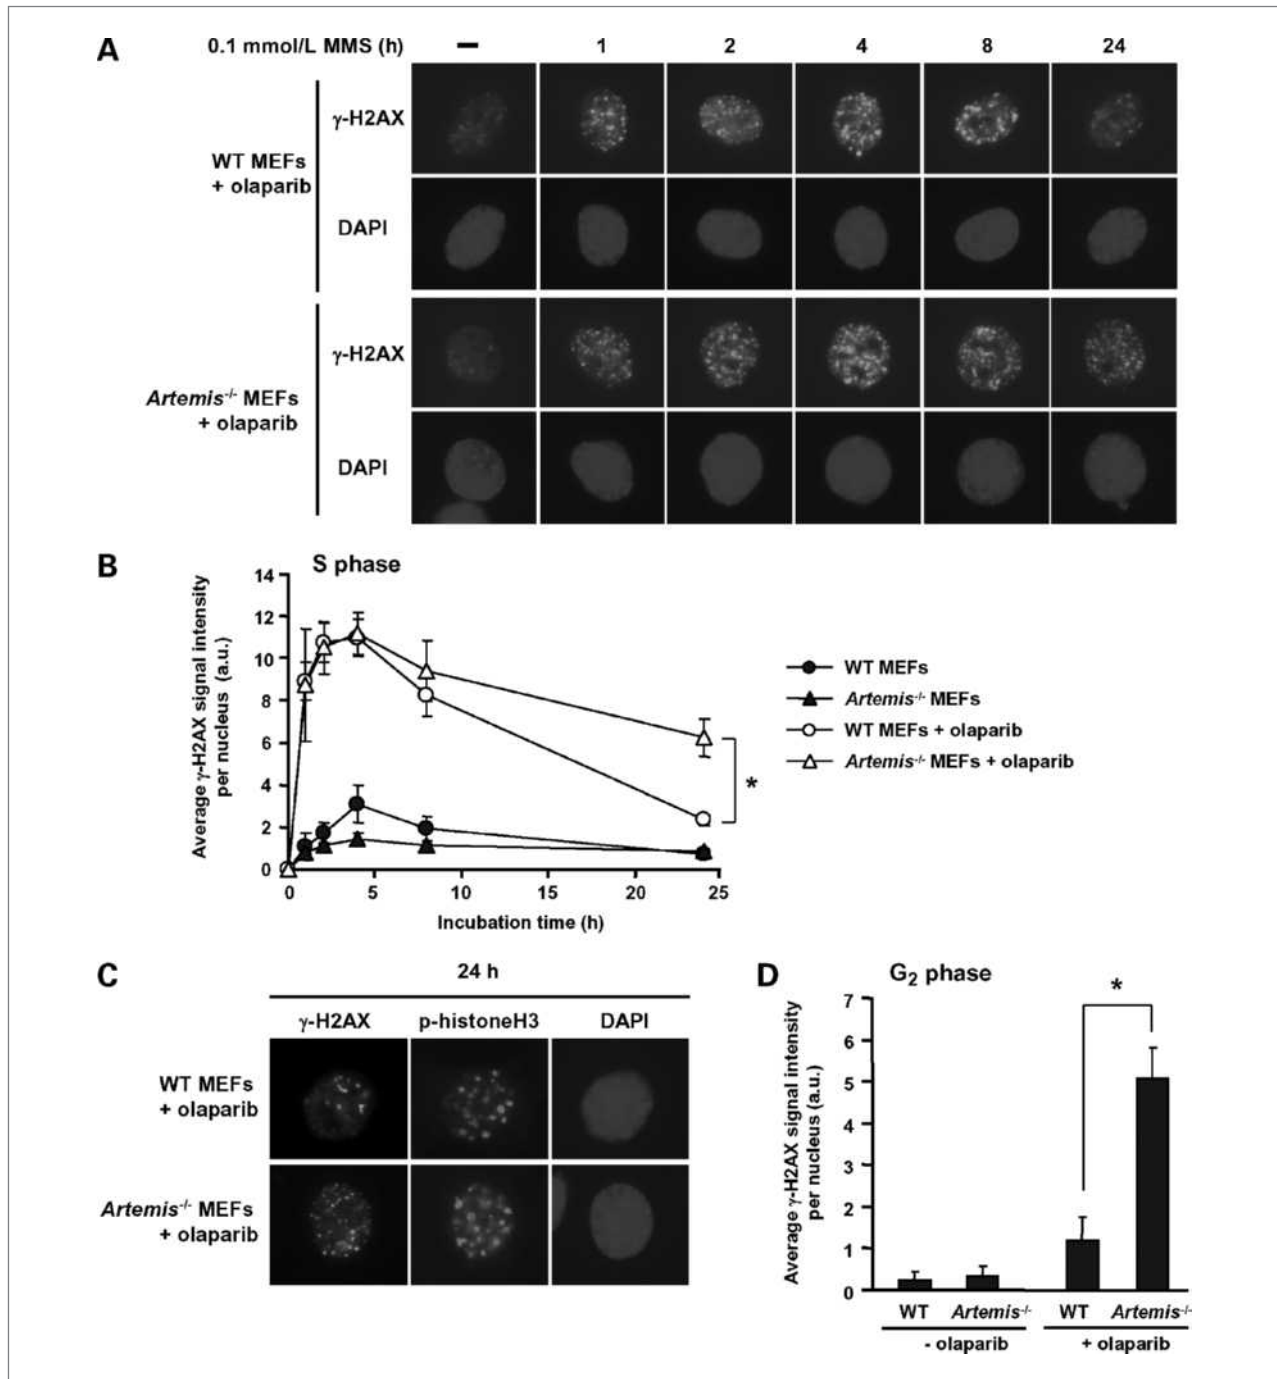 A
0.1 mmol/L MMS (h) – 1 2 4 8 24
WT MEFs
+ olaparib
γ-H2AX
DAPI
Artemis-/- MEFs
+ olaparib
γ-H2AX
DAPI
B
S phase
Average γ-H2AX signal intensity
per nucleus (a.u.)
14
12
10
8
6
4
2
0
0 5 10 15 20 25
Incubation time (h)
*
WT MEFs
Artemis-/- MEFs
WT MEFs + olaparib
Artemis-/- MEFs + olaparib
C
24 h
γ-H2AX p-histoneH3 DAPI
WT MEFs
+ olaparib
Artemis-/- MEFs
+ olaparib
D
G2 phase
Average γ-H2AX signal intensity
per nucleus (a.u.)
7
6
5
4
3
2
1
0
*
WT Artemis-/- WT Artemis-/-
- olaparib + olaparib